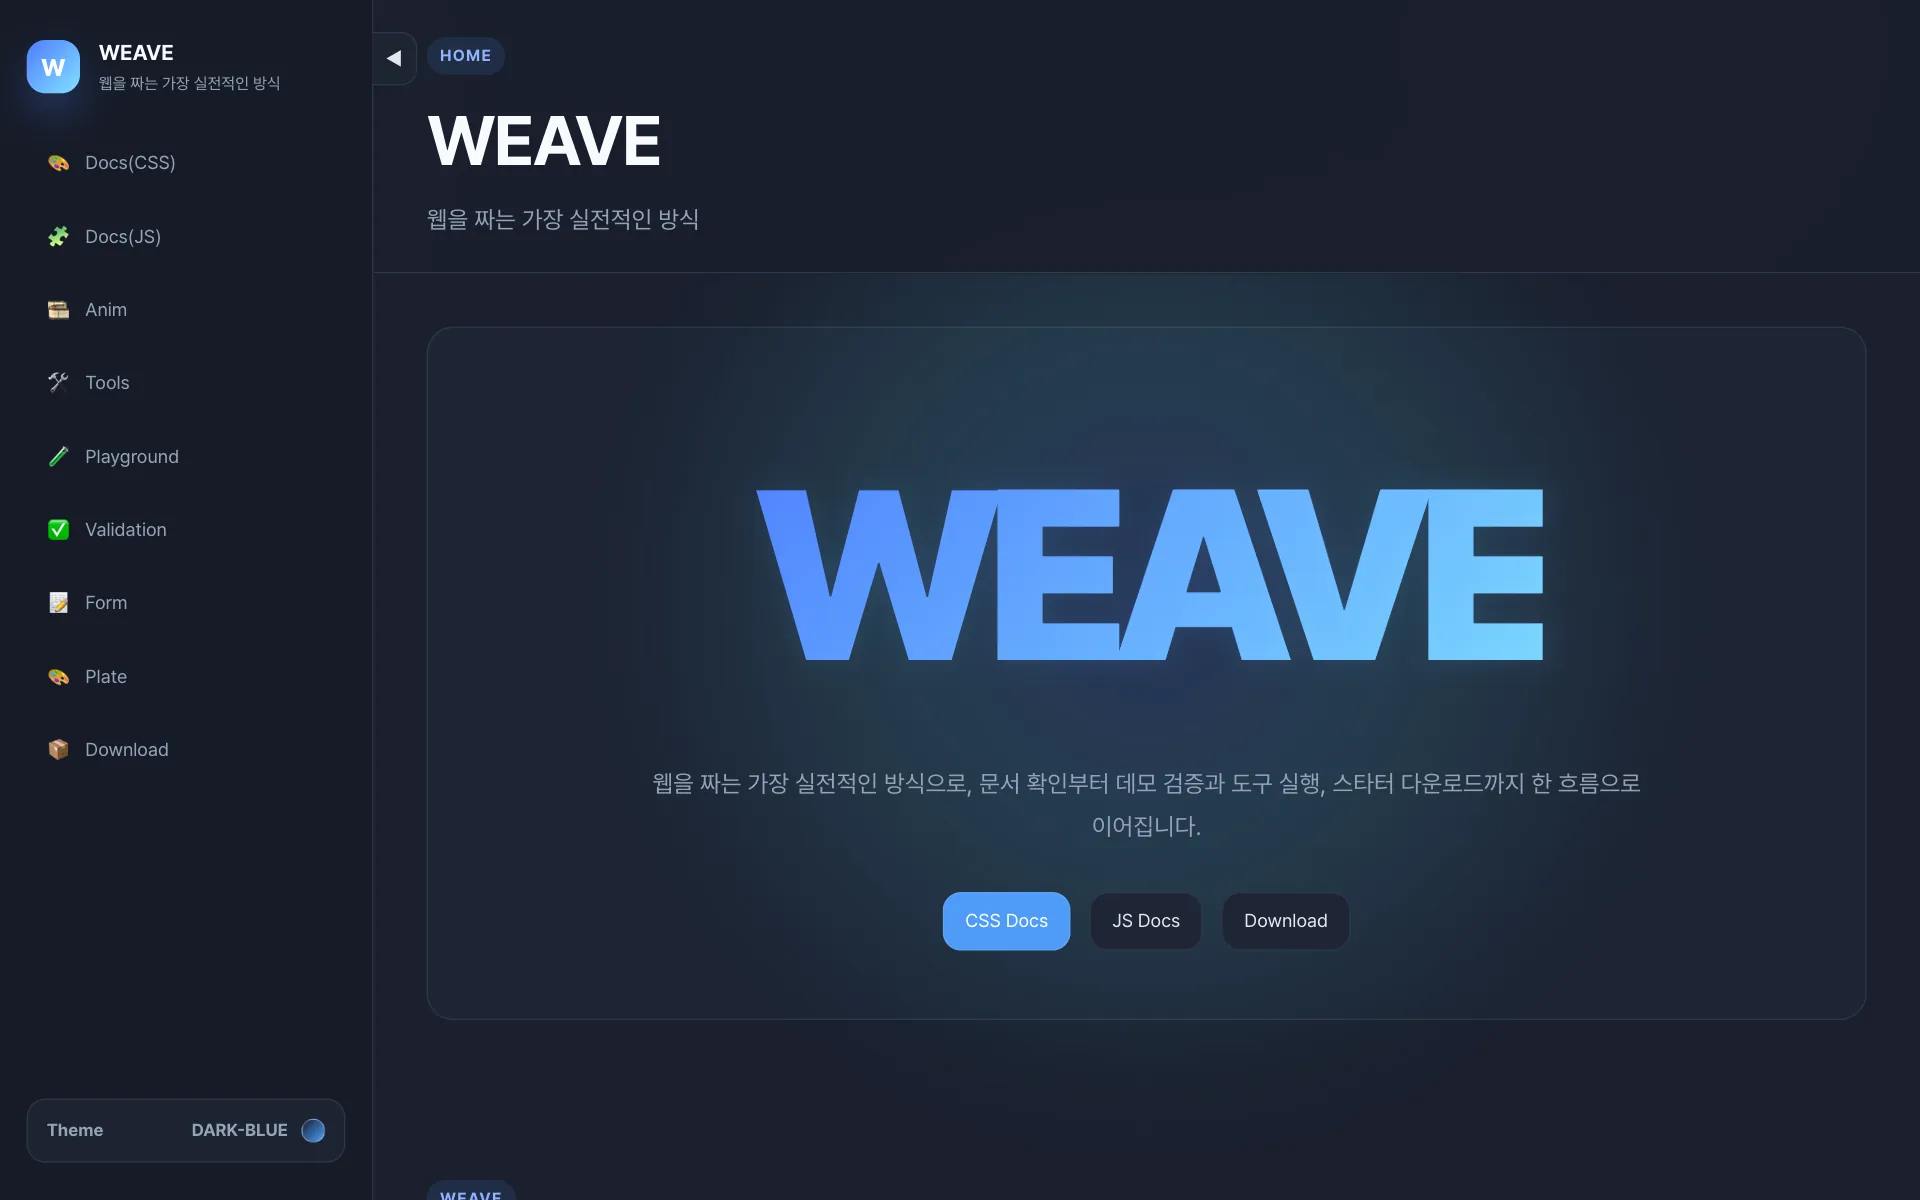 W
WEAVE
웹을 짜는 가장 실전적인 방식
Docs(CSS)
Docs(JS)
Anim
Tools
Playground
Validation
Form
Plate
Download
Theme
DARK-BLUE
HOME
WEAVE
웹을 짜는 가장 실전적인 방식
WEAVE
웹을 짜는 가장 실전적인 방식으로, 문서 확인부터 데모 검증과 도구 실행, 스타터 다운로드까지 한 흐름으로
이어집니다.
CSS Docs
JS Docs
Download
WEAVE